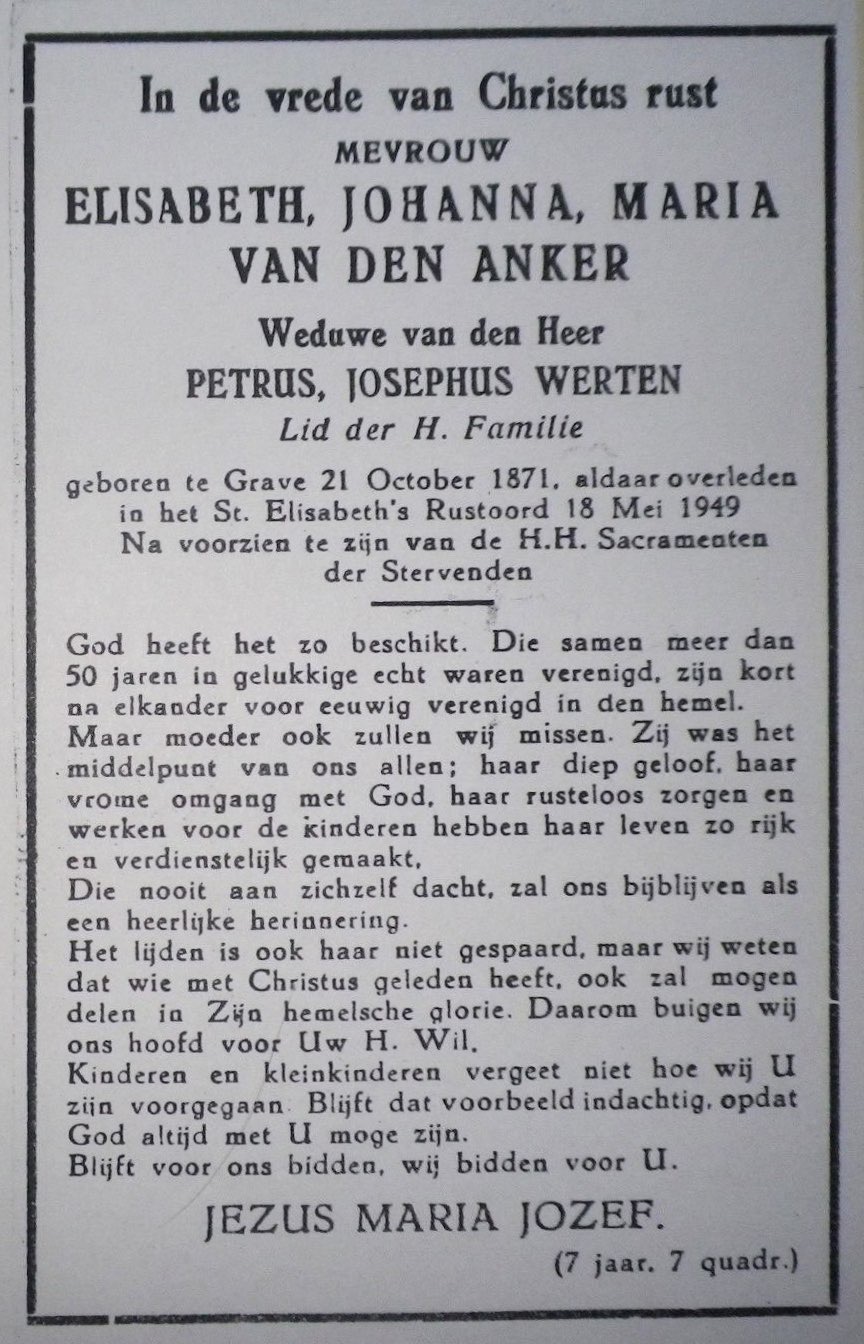 In de vrede van Christus rust
MEVROUW
ELISABETH, JOHANNA, MARIA
VAN DEN ANKER
Weduwe van den Heer
PETRUS, JOSEPHUS WERTEN
Lid der H. Familie
geboren te Grave 21 October 1871, aldaar overleden
in het St. Elisabeth's Rustoord 18 Mei 1949
Na voorzien te zijn van de H.H. Sacramenten
der Stervenden
God heeft het zo beschikt. Die samen meer dan
50 jaren in gelukkige echt waren verenigd, zijn kort
na elkander voor eeuwig verenigd in den hemel.
Maar moeder ook zullen wij missen. Zij was het
middelpunt van ons allen; haar diep geloof, haar
vrome omgang met God, haar rusteloos zorgen en
werken voor de kinderen hebben haar leven zo rijk
en verdienstelijk gemaakt,
Die nooit aan zichzelf dacht, zal ons bijblijven als
een heerlijke herinnering.
Het lijden is ook haar niet gespaard, maar wij weten
dat wie met Christus geleden heeft, ook zal mogen
delen in Zijn hemelsche glorie. Daarom buigen wij
ons hoofd voor Uw H. Wil.
Kinderen en kleinkinderen vergeet niet hoe wij U
zijn voorgegaan. Blijft dat voorbeeld indachtig, opdat
God altijd met U moge zijn.
Blijft voor ons bidden, wij bidden voor U.
JEZUS MARIA JOZEF.
(7 jaar. 7 quadr.)